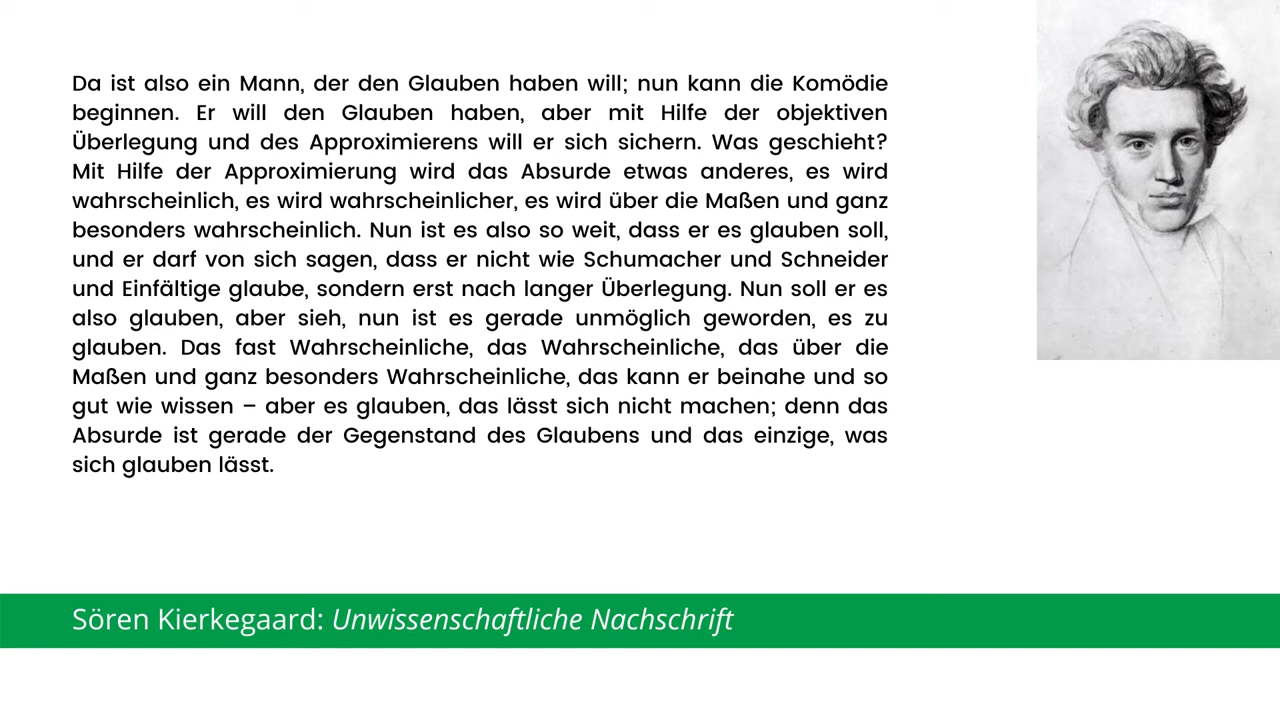 Da ist also ein Mann, der den Glauben haben will; nun kann die Komödie
beginnen. Er will den Glauben haben, aber mit Hilfe der objektiven
Überlegung und des Approximierens will er sich sichern. Was geschieht?
Mit Hilfe der Approximierung wird das Absurde etwas anderes, es wird
wahrscheinlich, es wird wahrscheinlicher, es wird über die Maßen und ganz
besonders wahrscheinlich. Nun ist es also so weit, dass er es glauben soll,
und er darf von sich sagen, dass er nicht wie Schumacher und Schneider
und Einfältige glaube, sondern erst nach langer Überlegung. Nun soll er es
also glauben, aber sieh, nun ist es gerade unmöglich geworden, es zu
glauben. Das fast Wahrscheinliche, das Wahrscheinliche, das über die
Maßen und ganz besonders Wahrscheinliche, das kann er beinahe und so
gut wie wissen – aber es glauben, das lässt sich nicht machen; denn das
Absurde ist gerade der Gegenstand des Glaubens und das einzige, was
sich glauben lässt.
Sören Kierkegaard: Unwissenschaftliche Nachschrift